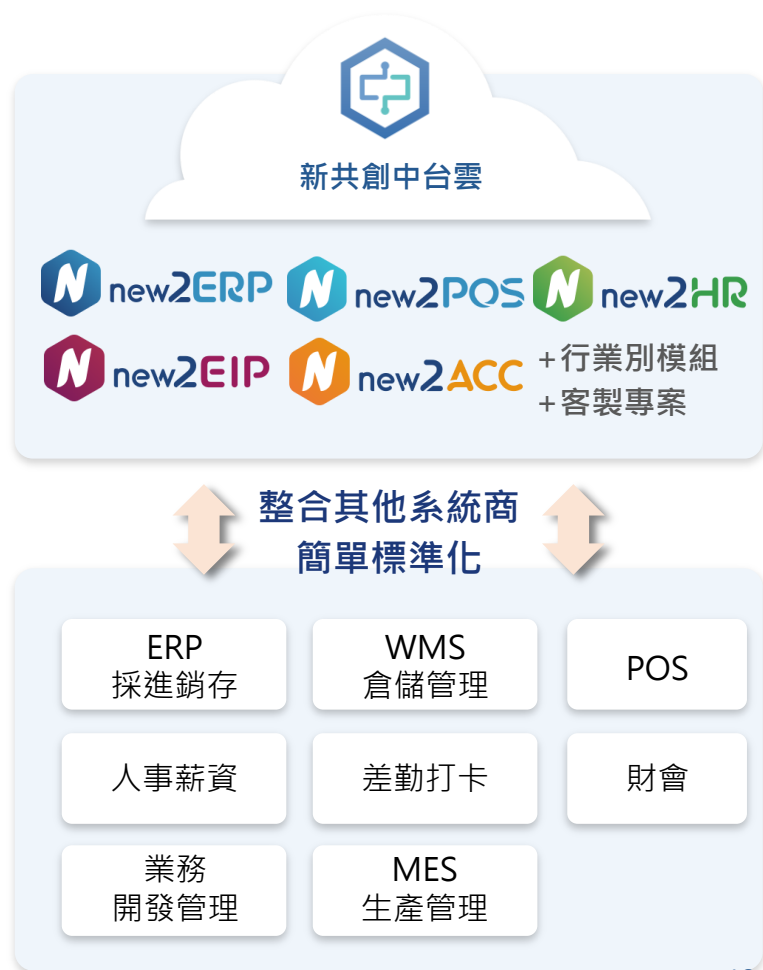 新共創中台雲
new2ERP
new2POS
new2HR
new2EIP
new2ACC
+行業別模組
+客製專案
整合其他系統商
簡單標準化
ERP
採進銷存
WMS
倉儲管理
POS
人事薪資
差勤打卡
財會
業務
開發管理
MES
生產管理